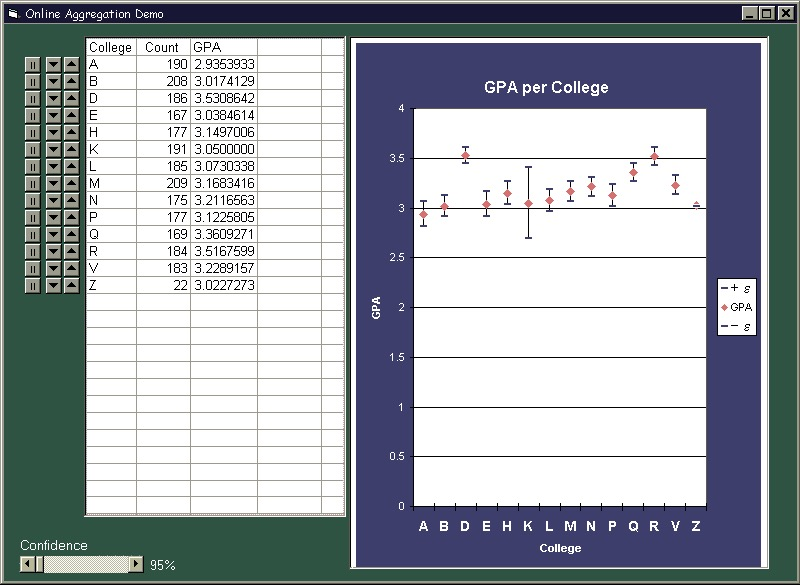 Online Aggregation Demo
College Count GPA
A 190 2.9353933
B 208 3.0174129
D 186 3.5308642
E 167 3.0384614
H 177 3.1497006
K 191 3.0500000
L 185 3.0730338
M 209 3.1683416
N 175 3.2116563
P 177 3.1225805
Q 169 3.3609271
R 184 3.5167599
V 183 3.2289157
Z 22 3.0227273
Confidence
95%
GPA per College
4
3.5
3
2.5
2
1.5
1
0.5
0
GPA
A B D E H K L M N P Q R V Z
College
+ ε
GPA
− ε